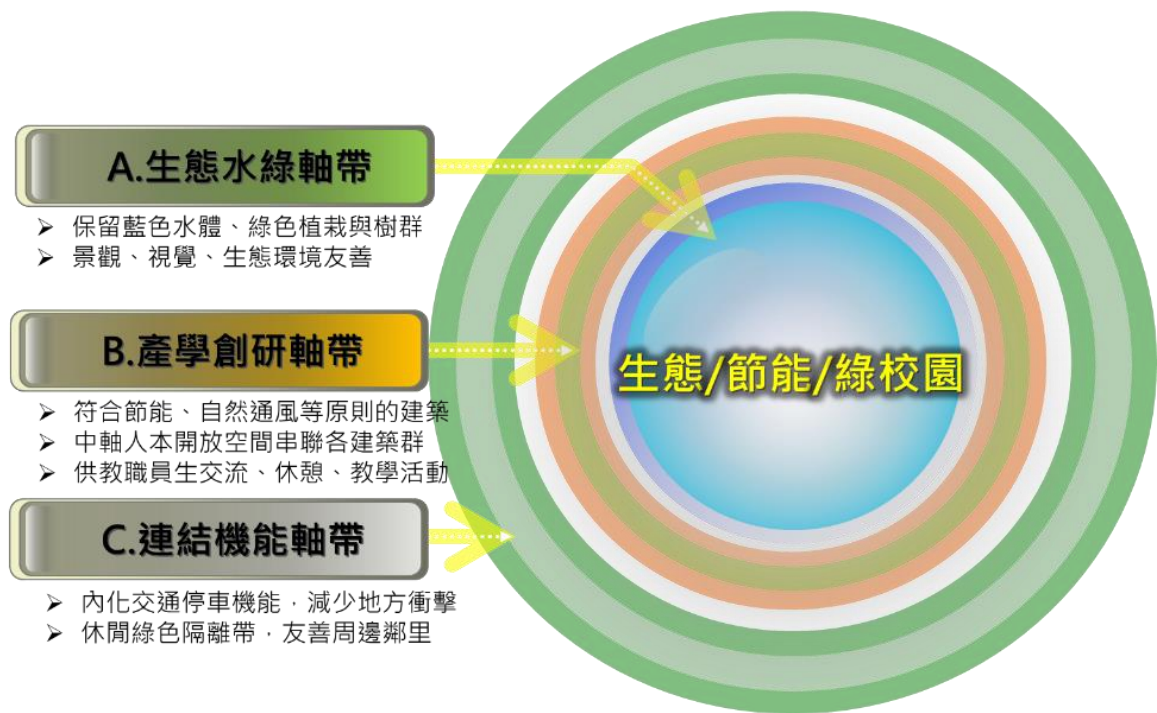 A.生態水綠軸帶
➢ 保留藍色水體、綠色植栽與樹群
➢ 景觀、視覺、生態環境友善
B.產學創研軸帶
➢ 符合節能、自然通風等原則的建築
➢ 中軸人本開放空間串聯各建築群
➢ 供教職員生交流、休憩、教學活動
C.連結機能軸帶
➢ 內化交通停車機能，減少地方衝擊
➢ 休閒綠色隔離帶，友善周邊鄰里
生態/節能/綠校園